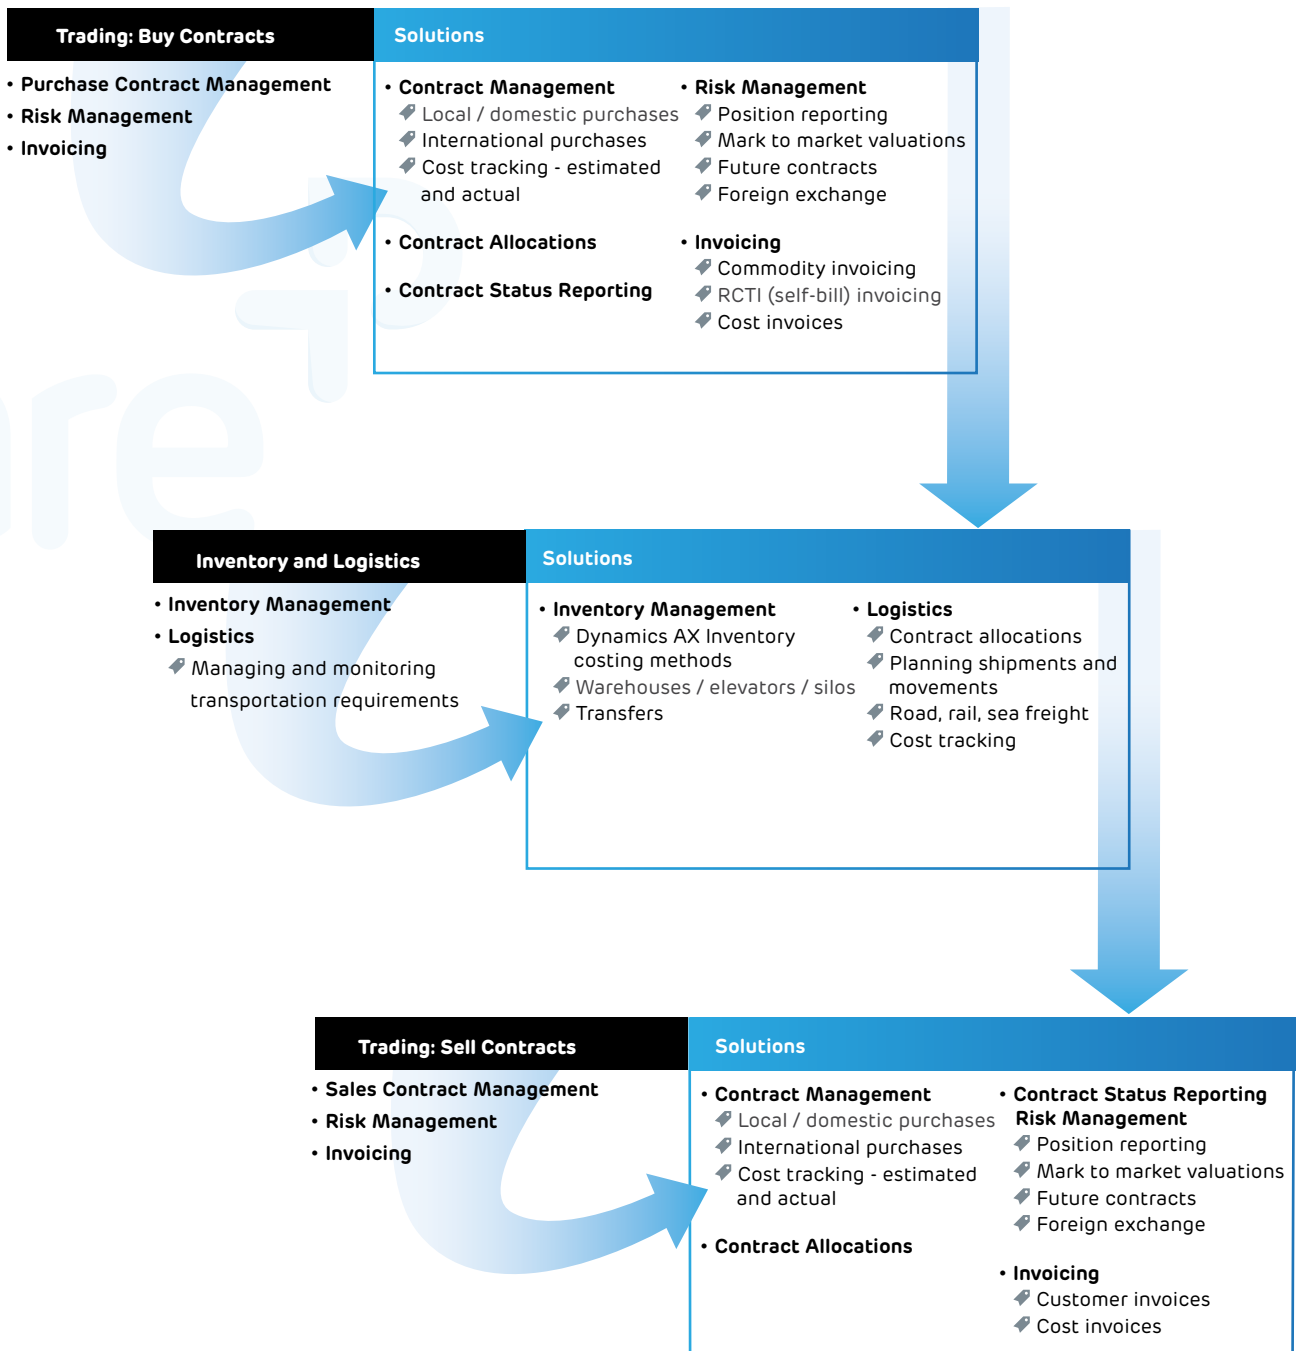 Trading: Buy Contracts
Solutions
• Purchase Contract Management
• Risk Management
• Invoicing
• Contract Management
Local / domestic purchases
International purchases
Cost tracking - estimated
and actual
• Contract Allocations
• Contract Status Reporting
• Risk Management
Position reporting
Mark to market valuations
Future contracts
Foreign exchange
• Invoicing
Commodity invoicing
RCTI (self-bill) invoicing
Cost invoices
Inventory and Logistics
Solutions
• Inventory Management
• Logistics
Managing and monitoring
transportation requirements
• Inventory Management
Dynamics AX Inventory
costing methods
Warehouses / elevators / silos
Transfers
• Logistics
Contract allocations
Planning shipments and
movements
Road, rail, sea freight
Cost tracking
Trading: Sell Contracts
Solutions
• Sales Contract Management
• Risk Management
• Invoicing
• Contract Management
Local / domestic purchases
International purchases
Cost tracking - estimated
and actual
• Contract Allocations
• Contract Status Reporting
Risk Management
Position reporting
Mark to market valuations
Future contracts
Foreign exchange
• Invoicing
Customer invoices
Cost invoices